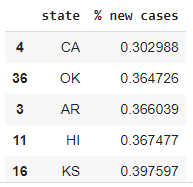 state % new cases
4 CA 0.302988
36 OK 0.364726
3 AR 0.366039
11 HI 0.367477
16 KS 0.397597